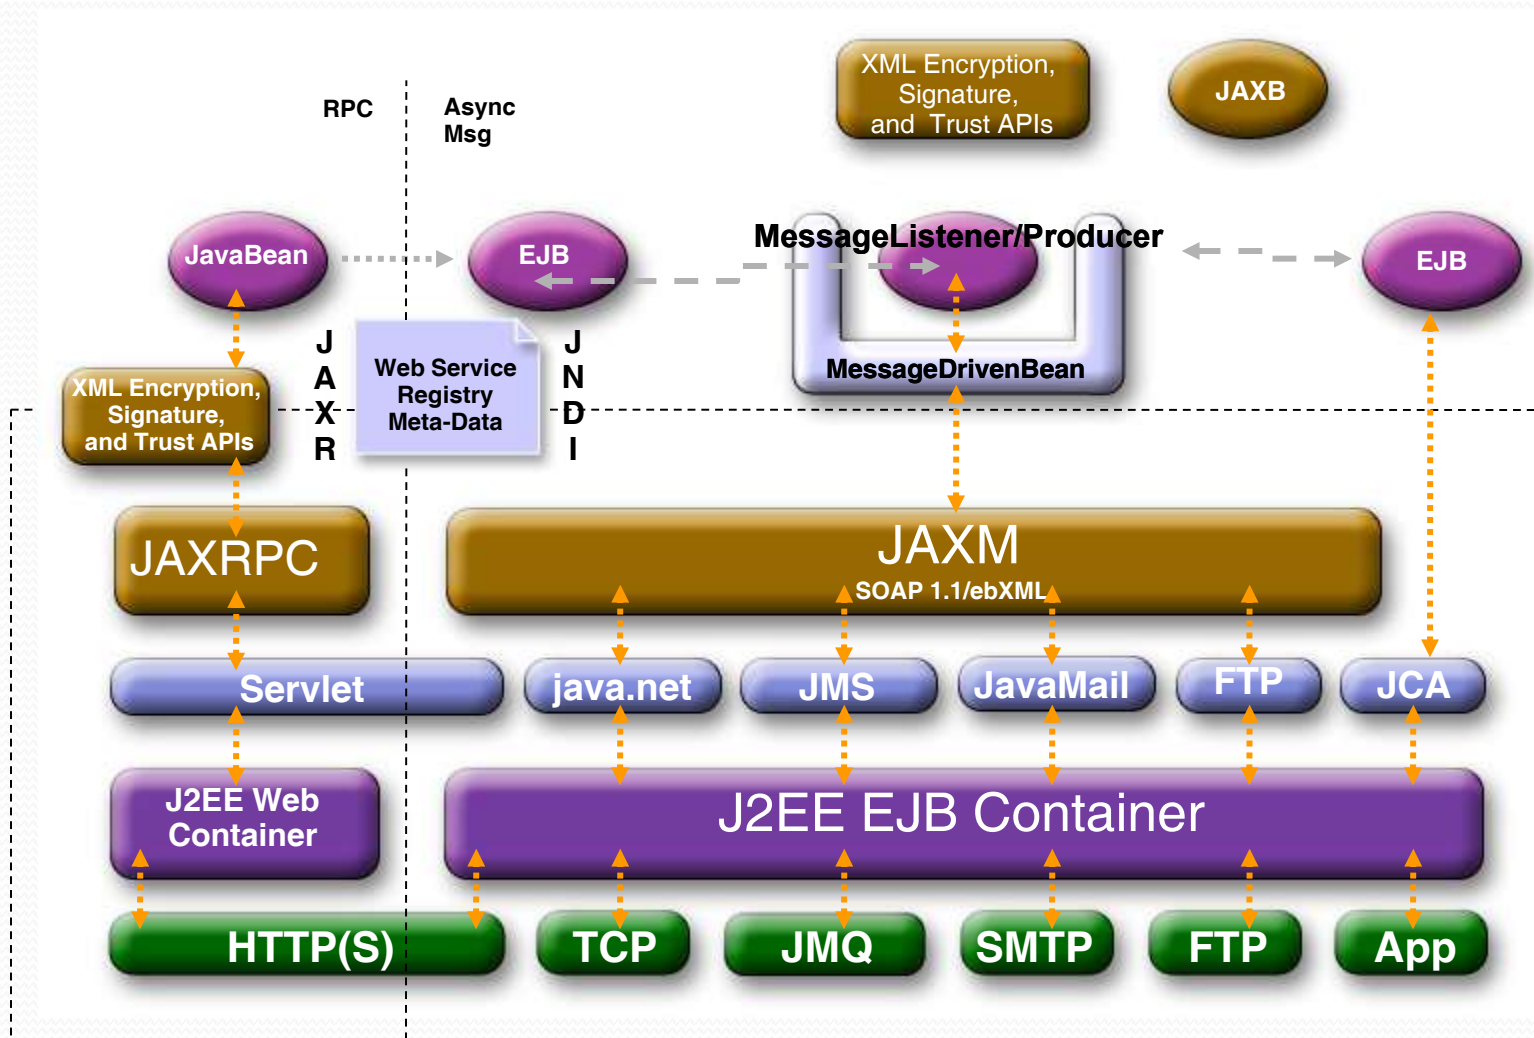 XML Encryption,
Signature,
and Trust APIs
JAXB
RPC
Async
Msg
JavaBean
EJB
MessageListener/Producer
EJB
J
A
X
R
Web Service
Registry
Meta-Data
J
N
D
I
MessageDrivenBean
XML Encryption,
Signature,
and Trust APIs
JAXRPC
JAXM
SOAP 1.1/ebXML
Servlet
java.net
JMS
JavaMail
FTP
JCA
J2EE Web
Container
J2EE EJB Container
HTTP(S)
TCP
JMQ
SMTP
FTP
App